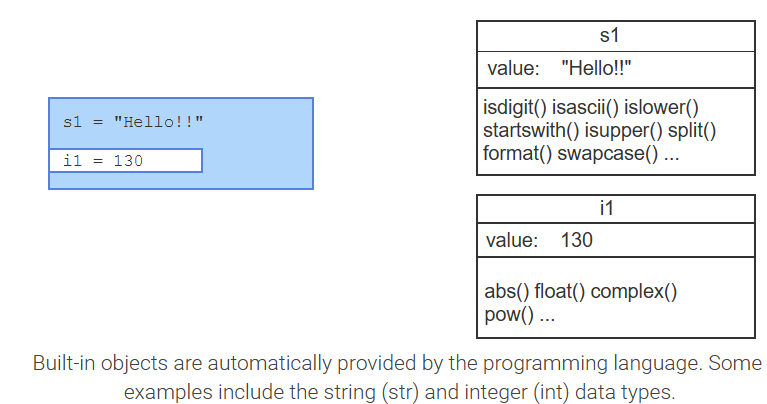 s1 = "Hello!!"
i1 = 130
s1
value: "Hello!!"
isdigit() isascii() islower()
startswith() isupper() split()
format() swapcase() ...
i1
value: 130
abs() float() complex()
pow() ...
Built-in objects are automatically provided by the programming language. Some
examples include the string (str) and integer (int) data types.